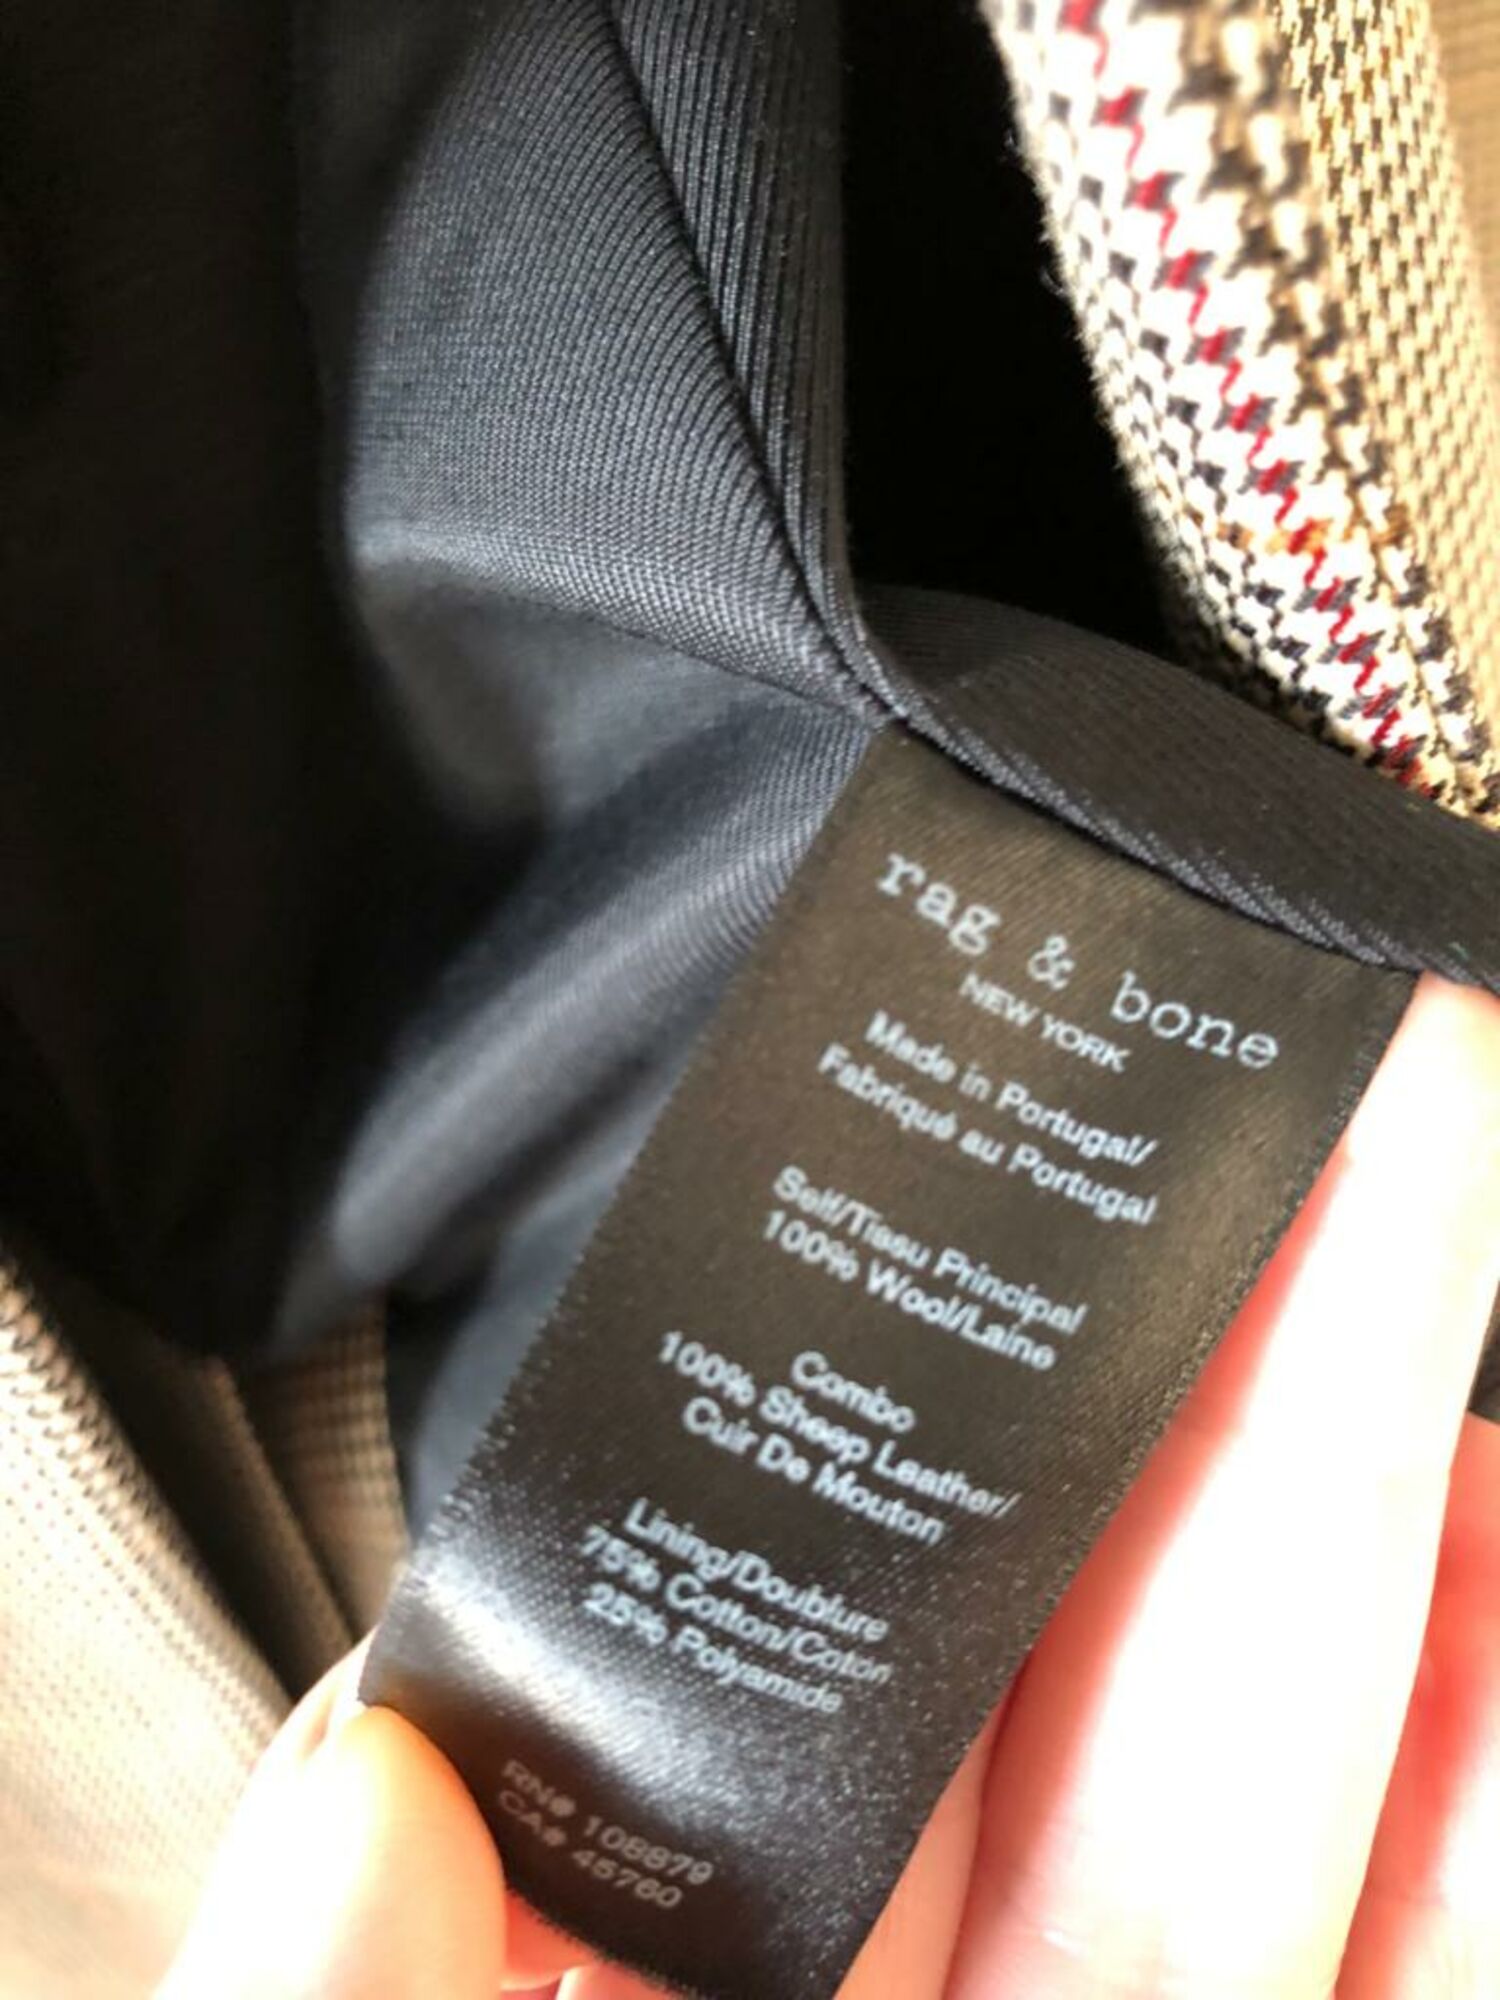 rag & bone
NEW YORK
Made in Portugal/
Fabriqué au Portugal
Self/Tissu Principal
100% Wool/Laine
Combo
100% Sheep Leather/
Cuir De Mouton
Lining/Doublure
75% Cotton/Coton
25% Polyamide
RN# 108879
CA# 45760